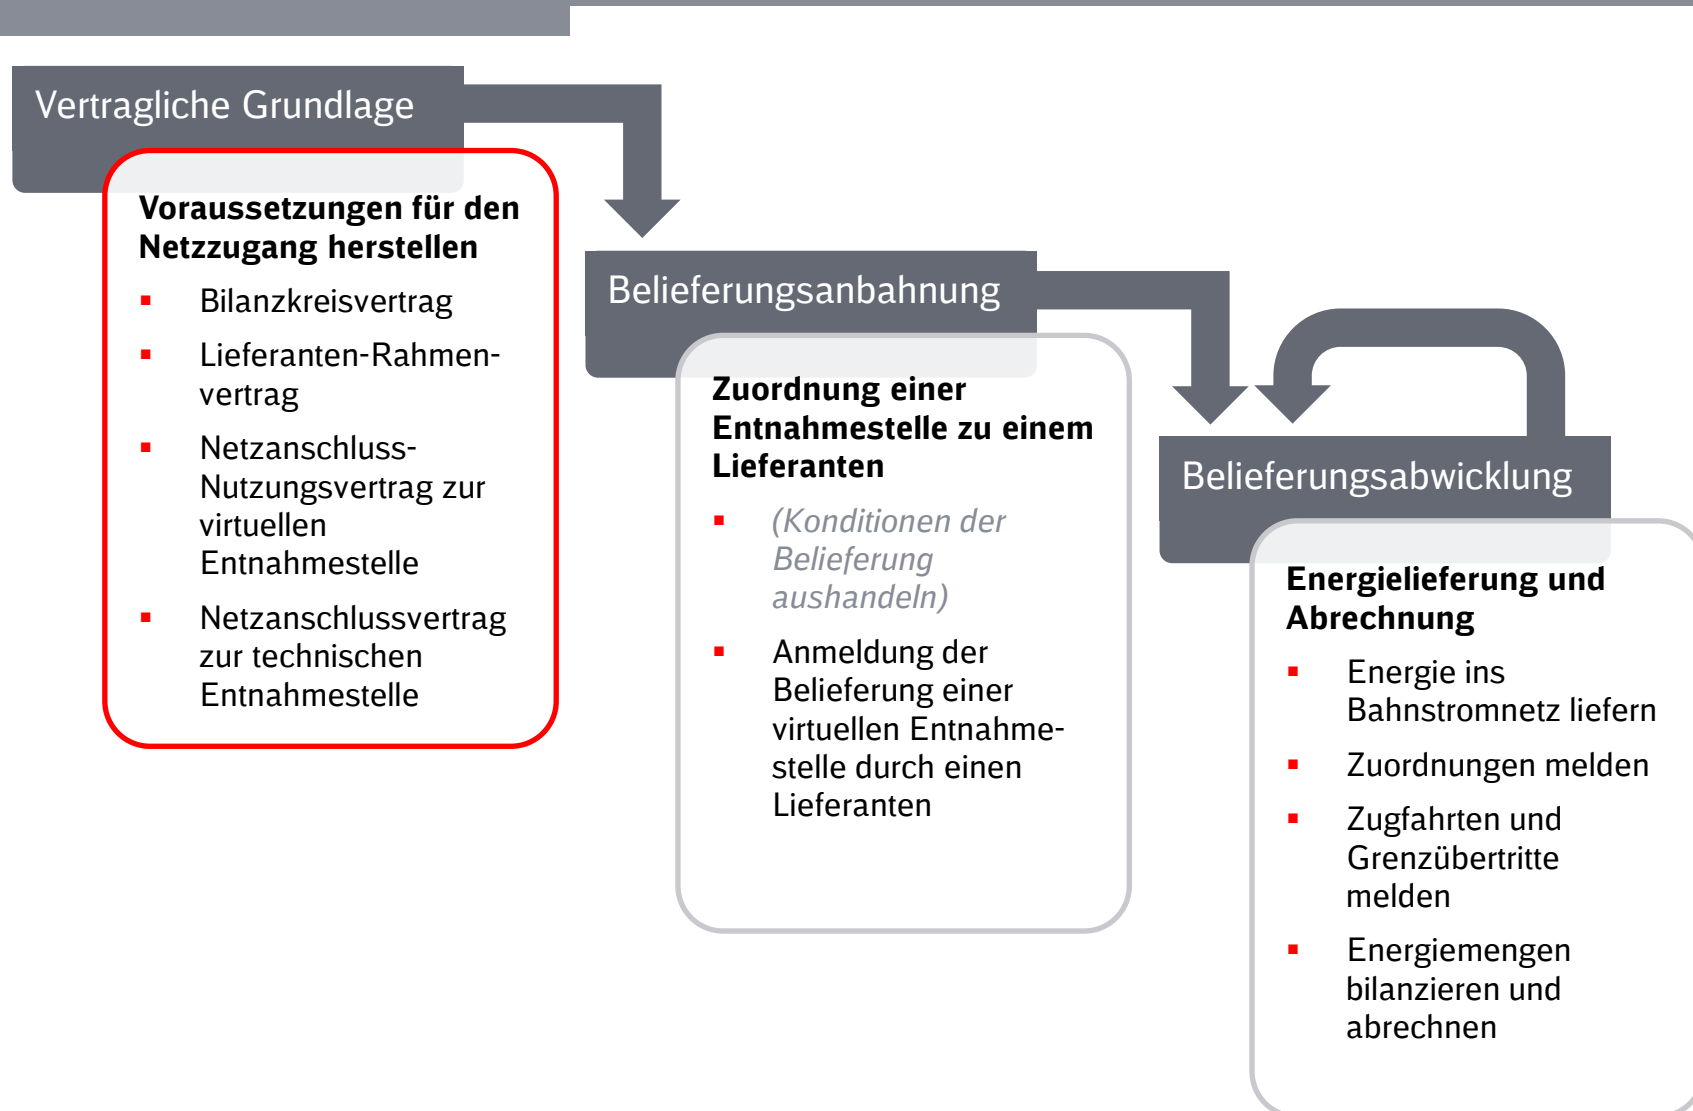 Vertragliche Grundlage
Voraussetzungen für den
Netzzugang herstellen
▪ Bilanzkreisvertrag
▪ Lieferanten-Rahmen-
vertrag
▪ Netzanschluss-
Nutzungsvertrag zur
virtuellen
Entnahmestelle
▪ Netzanschlussvertrag
zur technischen
Entnahmestelle
Belieferungsanbahnung
Zuordnung einer
Entnahmestelle zu einem
Lieferanten
▪ (Konditionen der
Belieferung
aushandeln)
▪ Anmeldung der
Belieferung einer
virtuellen Entnahme-
stelle durch einen
Lieferanten
Belieferungsabwicklung
Energielieferung und
Abrechnung
▪ Energie ins
Bahnstromnetz liefern
▪ Zuordnungen melden
▪ Zugfahrten und
Grenzübertritte
melden
▪ Energiemengen
bilanzieren und
abrechnen